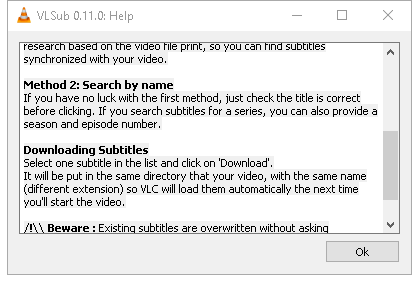 VLSub 0.11.0: Help
research based on the video file print, so you can find subtitles
synchronized with your video.
Method 2: Search by name
If you have no luck with the first method, just check the title is correct
before clicking. If you search subtitles for a series, you can also provide a
season and episode number.
Downloading Subtitles
Select one subtitle in the list and click on 'Download'.
It will be put in the same directory that your video, with the same name
(different extension) so VLC will load them automatically the next time
you'll start the video.
/!\\ Beware : Existing subtitles are overwritten without asking
Ok